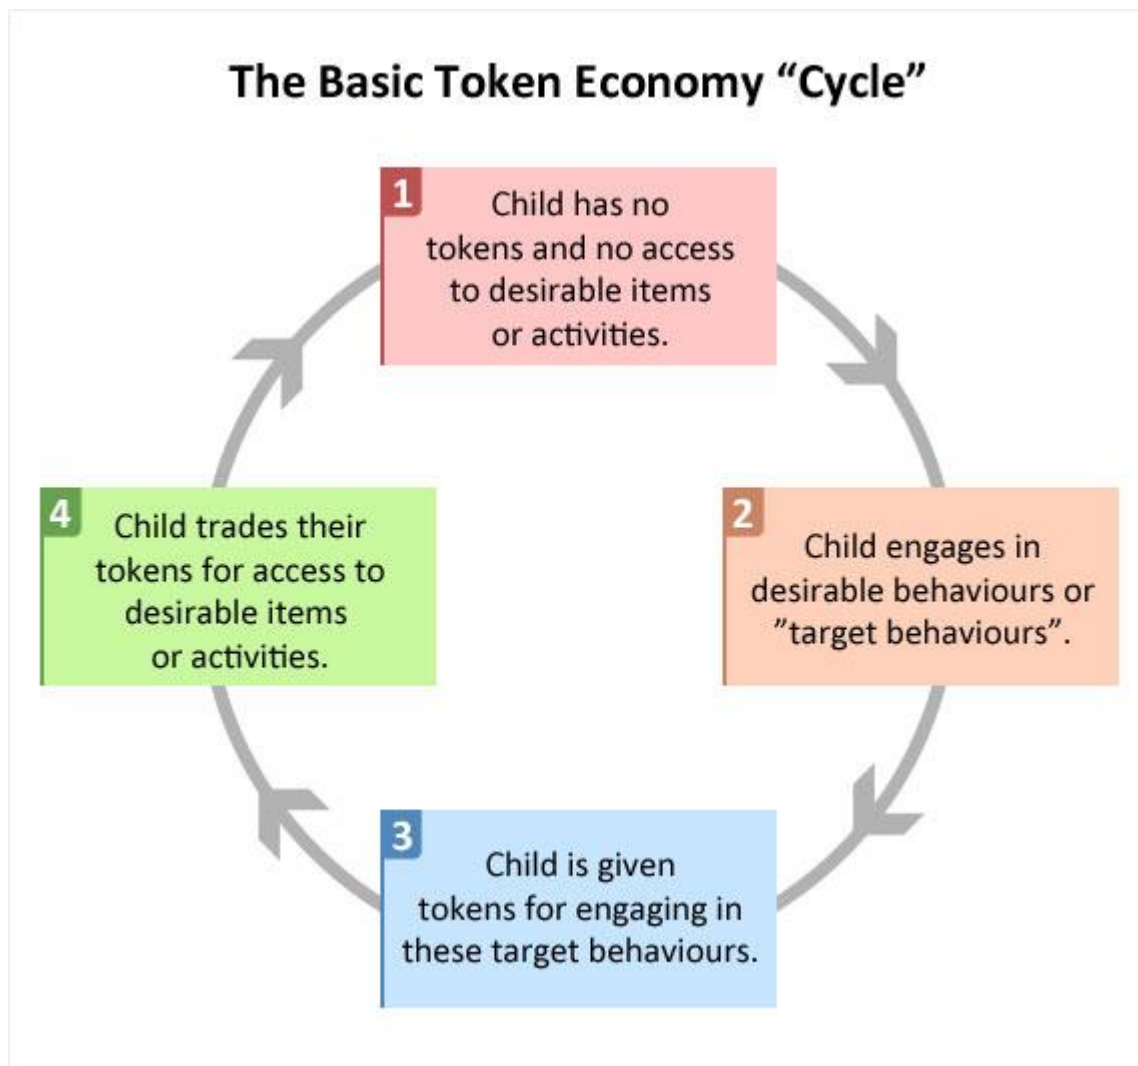 The Basic Token Economy “Cycle”
1
Child has no
tokens and no access
to desirable items
or activities.
2
Child engages in
desirable behaviours or
”target behaviours”.
3
Child is given
tokens for engaging in
these target behaviours.
4
Child trades their
tokens for access to
desirable items
or activities.